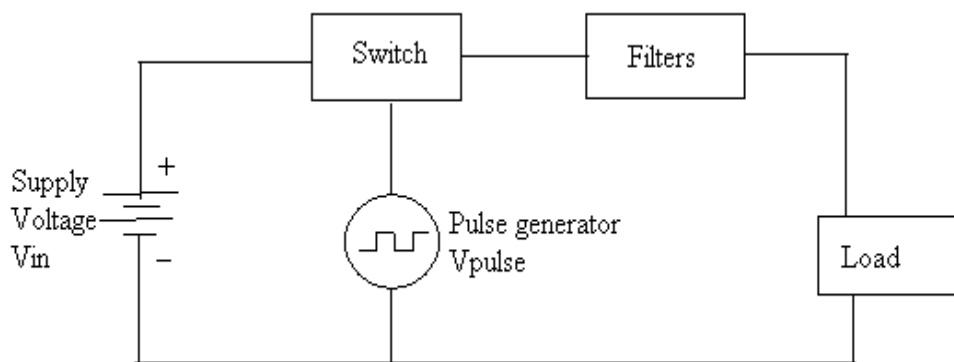 Switch
Filters
+
Supply
Voltage
Vin
−
Pulse generator
Vpulse
Load